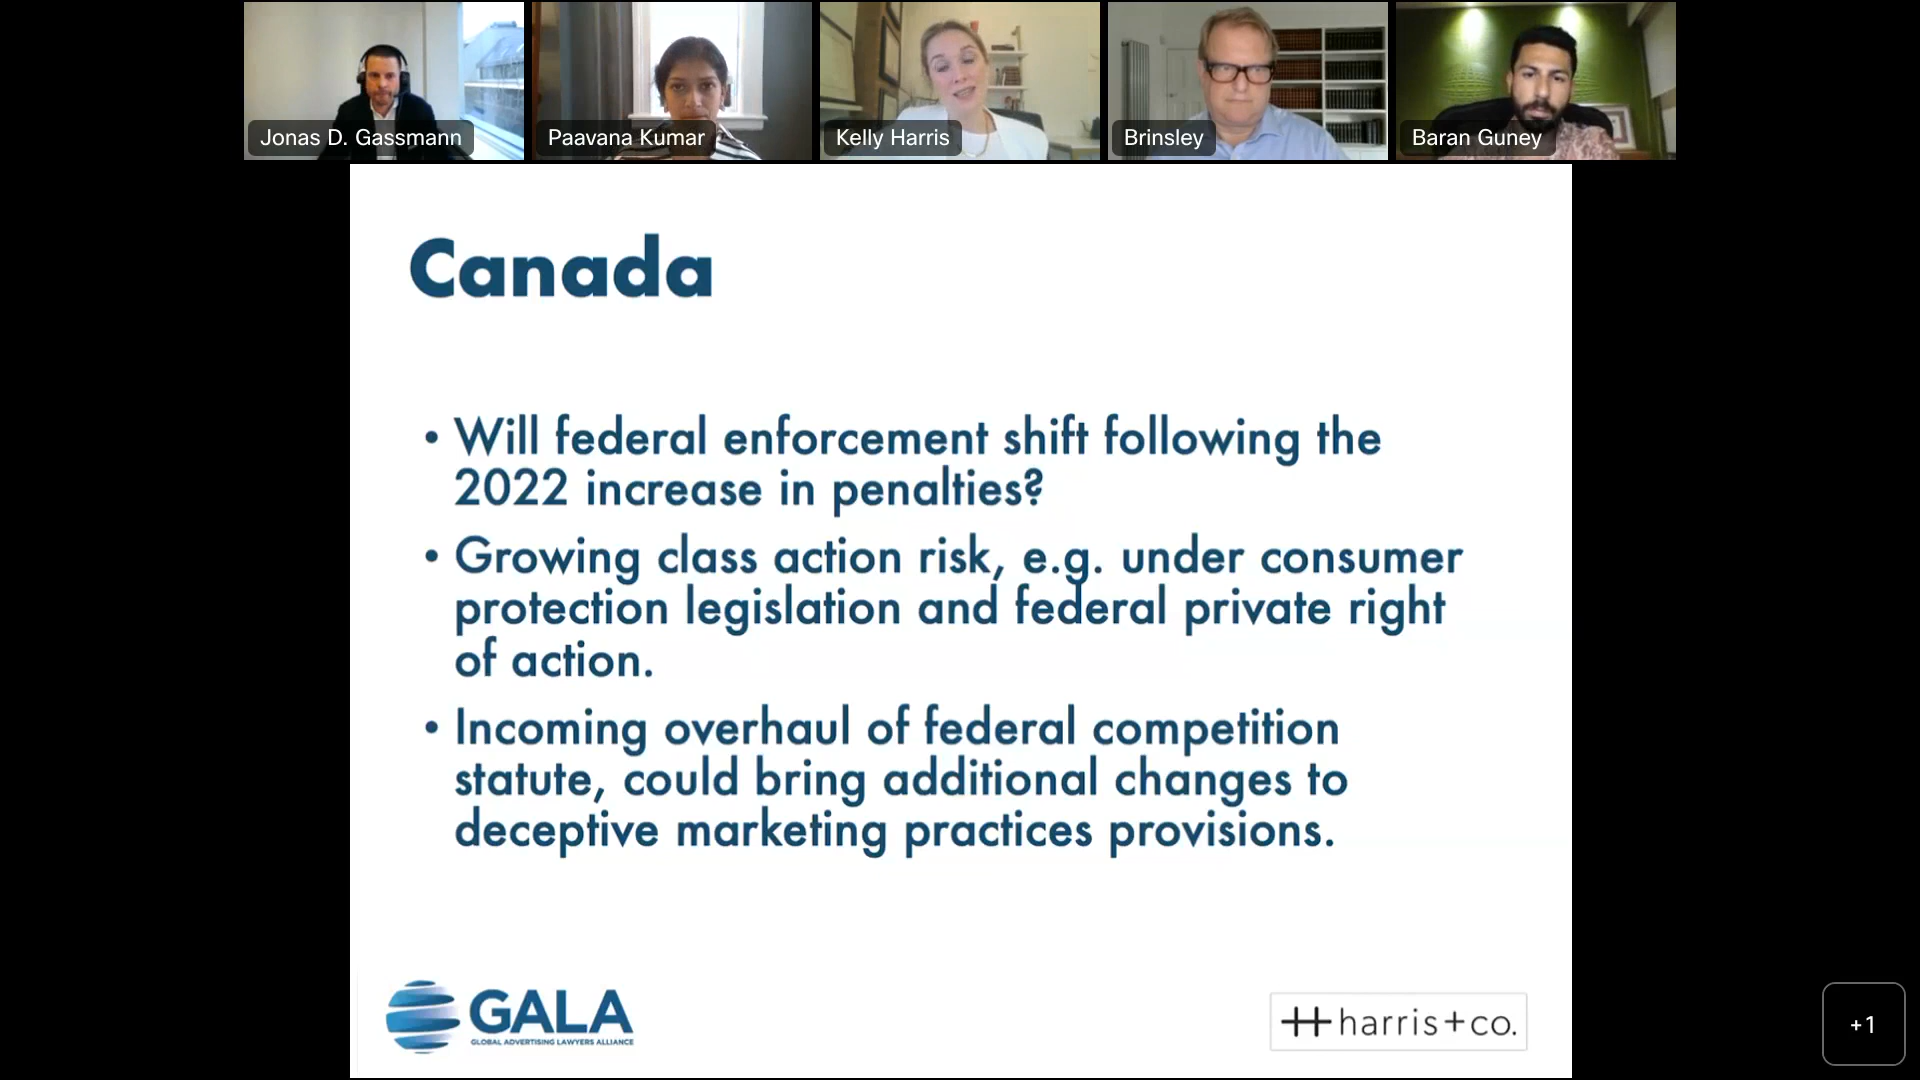 Jonas D. Gassmann
Paavana Kumar
Kelly Harris
Brinsley
Baran Guney
Canada
• Will federal enforcement shift following the
2022 increase in penalties?
• Growing class action risk, e.g. under consumer
protection legislation and federal private right
of action.
• Incoming overhaul of federal competition
statute, could bring additional changes to
deceptive marketing practices provisions.
GALA
GLOBAL ADVERTISING LAWYERS ALLIANCE
harris+co.
+1